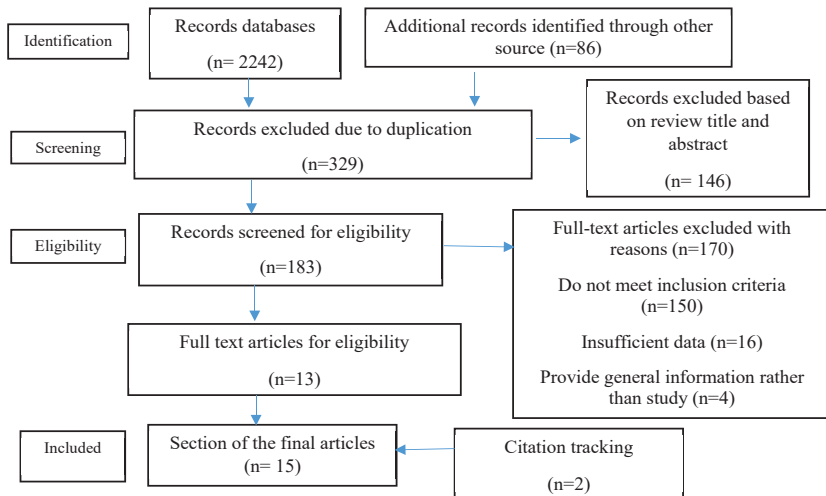 Identification
Records databases
(n= 2242)
Additional records identified through other
source (n=86)
Screening
Records excluded due to duplication
(n=329)
Records excluded based
on review title and
abstract
(n= 146)
Eligibility
Records screened for eligibility
(n=183)
Full-text articles excluded with
reasons (n=170)
Do not meet inclusion criteria
(n=150)
Insufficient data (n=16)
Provide general information rather
than study (n=4)
Full text articles for eligibility
(n=13)
Included
Section of the final articles
(n= 15)
Citation tracking
(n=2)